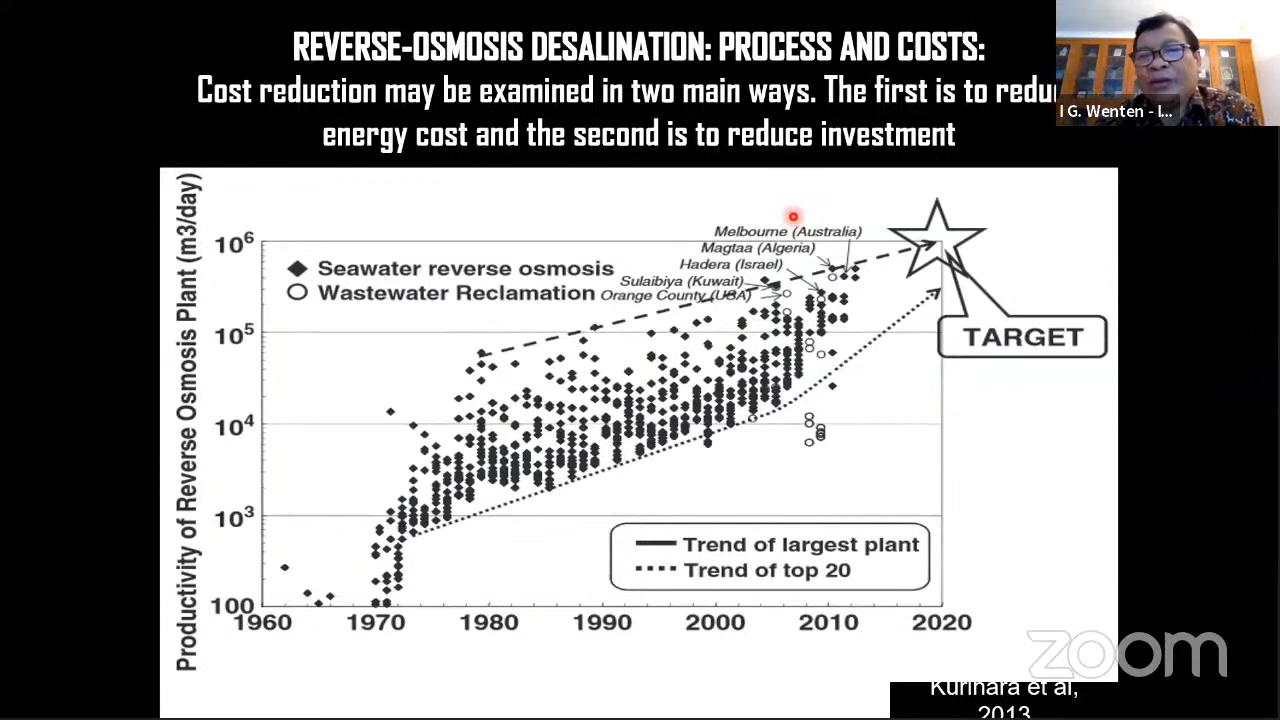 REVERSE-OSMOSIS DESALINATION: PROCESS AND COSTS:
Cost reduction may be examined in two main ways. The first is to
energy cost and the second is to reduce investment
I G. Wenten - I...
Productivity of Reverse Osmosis Plant (m3/day)
10⁶
10⁵
10⁴
10³
100
Seawater reverse osmosis
Wastewater Reclamation
Melbourne (Australia)
Magtaa (Algeria)
Hadera (Israel)
Sulaibiya (Kuwait)
Orange County (USA)
TARGET
Trend of largest plant
Trend of top 20
1960 1970 1980 1990 2000 2010 2020
zoom
Kurihara et al,
2013